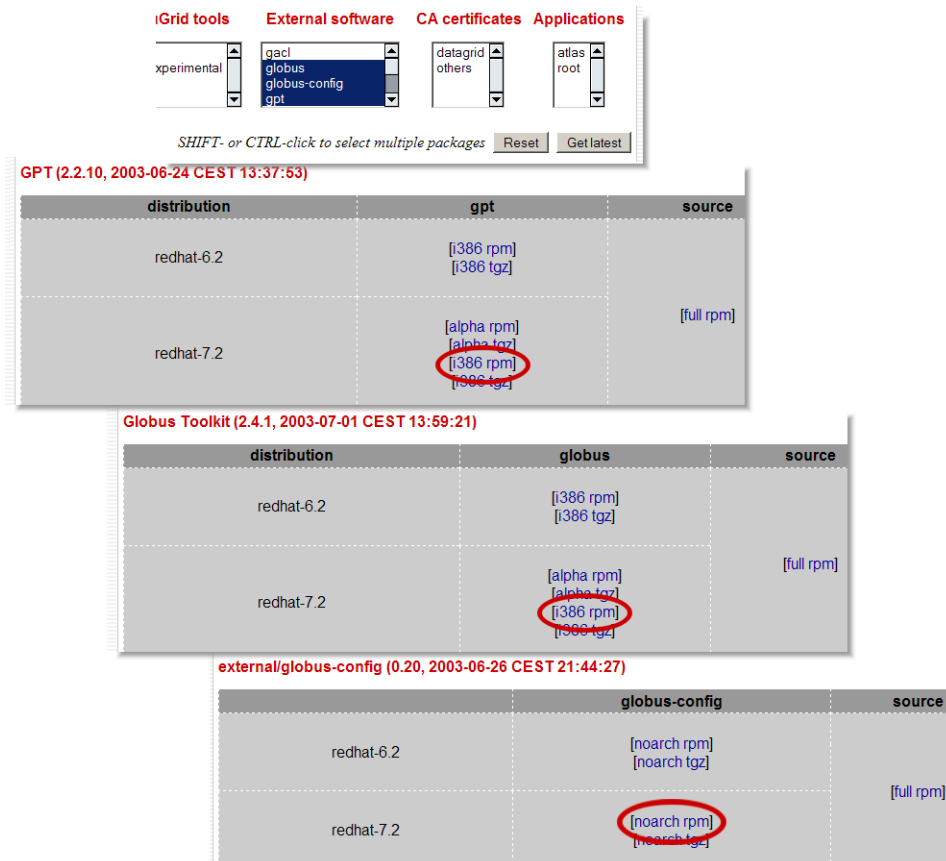 ıGrid tools External software CA certificates Applications
xperimental
gacl
globus
globus-config
gpt
datagrid
others
atlas
root
SHIFT- or CTRL-click to select multiple packages Reset Get latest
GPT (2.2.10, 2003-06-24 CEST 13:37:53)
distribution gpt source
redhat-6.2
[i386 rpm]
[i386 tgz]
[full rpm]
redhat-7.2
[alpha rpm]
[alpha tgz]
[i386 rpm]
[i386 tgz]
Globus Toolkit (2.4.1, 2003-07-01 CEST 13:59:21)
distribution globus source
redhat-6.2
[i386 rpm]
[i386 tgz]
[full rpm]
redhat-7.2
[alpha rpm]
[alpha tgz]
[i386 rpm]
[i386 tgz]
external/globus-config (0.20, 2003-06-26 CEST 21:44:27)
globus-config source
redhat-6.2
[noarch rpm]
[noarch tgz]
[full rpm]
redhat-7.2
[noarch rpm]
[noarch tgz]